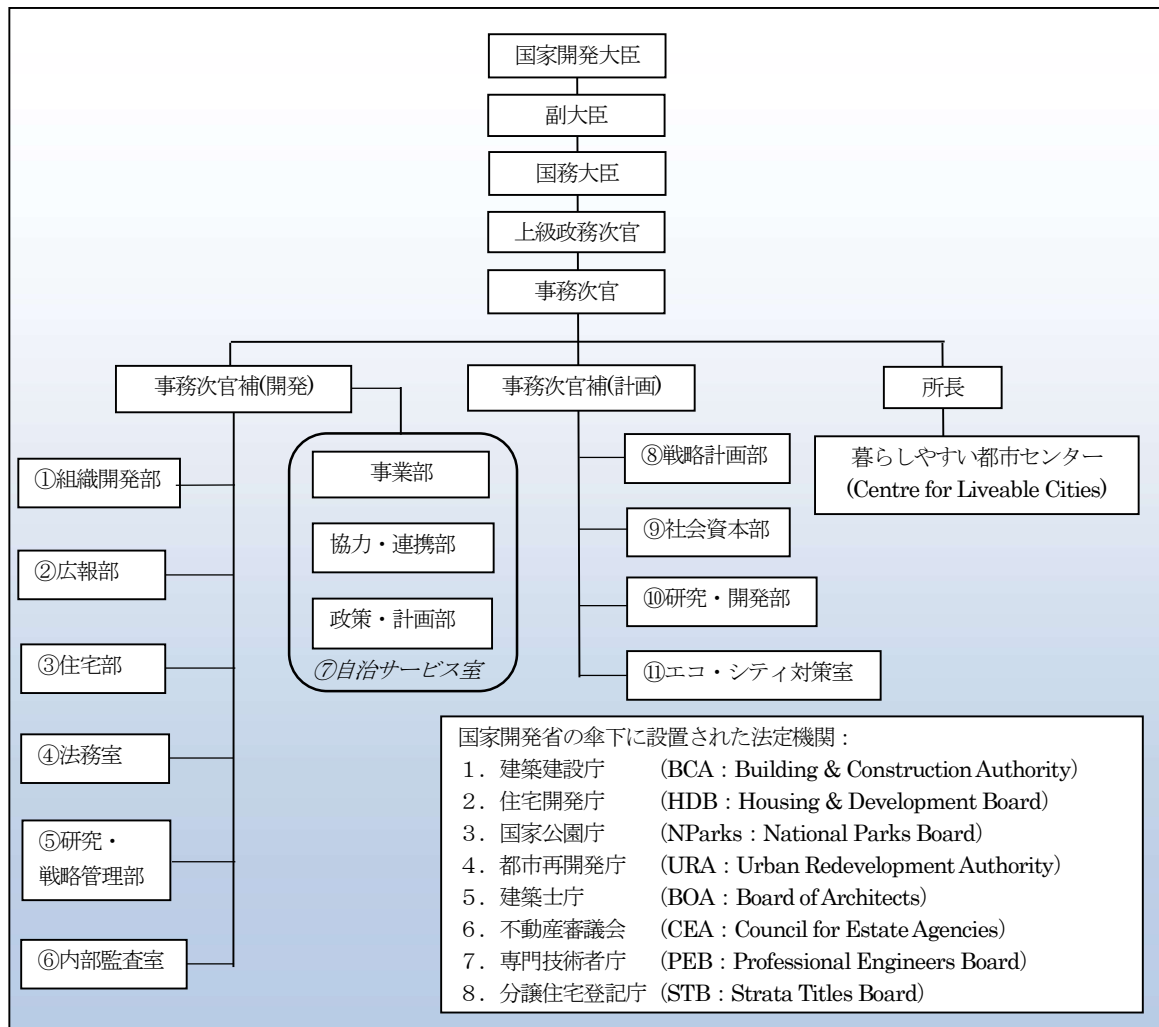 国家開発大臣
副大臣
国務大臣
上級政務次官
事務次官
事務次官補(開発)
事務次官補(計画)
所長
①組織開発部
②広報部
③住宅部
④法務室
⑤研究・
戦略管理部
⑥内部監査室
事業部
協力・連携部
政策・計画部
⑦自治サービス室
⑧戦略計画部
⑨社会資本部
⑩研究・開発部
⑪エコ・シティ対策室
暮らしやすい都市センター
(Centre for Liveable Cities)
国家開発省の傘下に設置された法定機関：
１．建築建設庁 (BCA：Building & Construction Authority)
２．住宅開発庁 (HDB：Housing & Development Board)
３．国家公園庁 (NParks：National Parks Board)
４．都市再開発庁 (URA：Urban Redevelopment Authority)
５．建築士庁 (BOA：Board of Architects)
６．不動産審議会 (CEA：Council for Estate Agencies)
７．専門技術者庁 (PEB：Professional Engineers Board)
８．分譲住宅登記庁 (STB：Strata Titles Board)